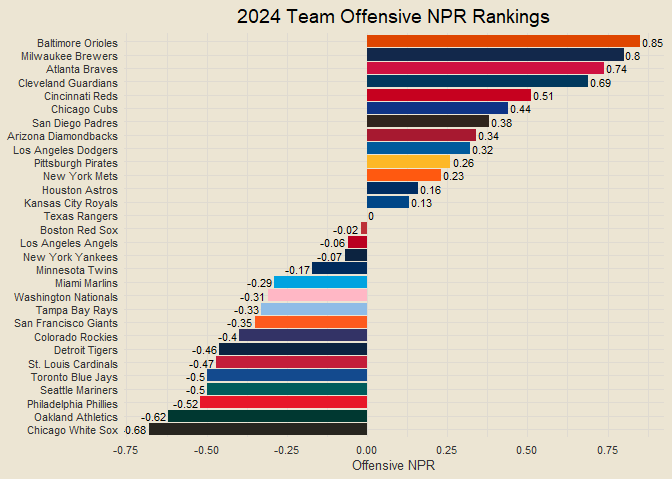 2024 Team Offensive NPR Rankings
Baltimore Orioles 0.85
Milwaukee Brewers 0.8
Atlanta Braves 0.74
Cleveland Guardians 0.69
Cincinnati Reds 0.51
Chicago Cubs 0.44
San Diego Padres 0.38
Arizona Diamondbacks 0.34
Los Angeles Dodgers 0.32
Pittsburgh Pirates 0.26
New York Mets 0.23
Houston Astros 0.16
Kansas City Royals 0.13
Texas Rangers 0
Boston Red Sox -0.02
Los Angeles Angels -0.06
New York Yankees -0.07
Minnesota Twins -0.17
Miami Marlins -0.29
Washington Nationals -0.31
Tampa Bay Rays -0.33
San Francisco Giants -0.35
Colorado Rockies -0.4
Detroit Tigers -0.46
St. Louis Cardinals -0.47
Toronto Blue Jays -0.5
Seattle Mariners -0.5
Philadelphia Phillies -0.52
Oakland Athletics -0.62
Chicago White Sox -0.68
-0.75 -0.50 -0.25 0.00 0.25 0.50 0.75
Offensive NPR